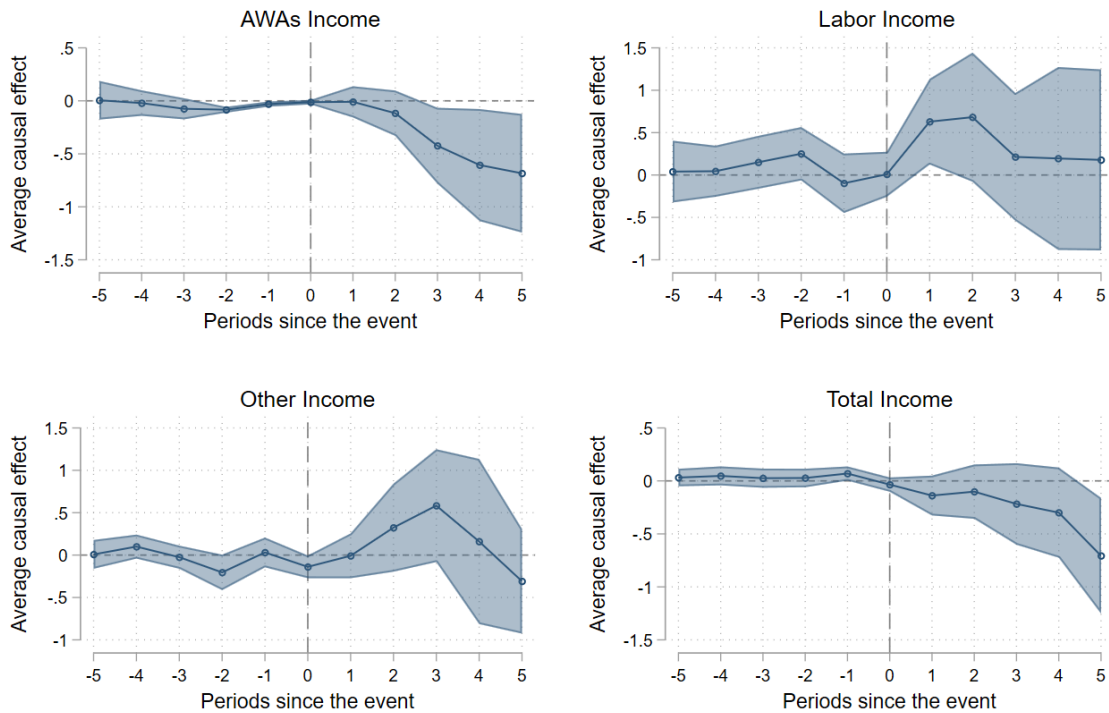 AWAs Income
Average causal effect
.5
0
-.5
-1
-1.5
-5 -4 -3 -2 -1 0 1 2 3 4 5
Periods since the event
Labor Income
Average causal effect
1.5
1
.5
0
-.5
-1
-5 -4 -3 -2 -1 0 1 2 3 4 5
Periods since the event
Other Income
Average causal effect
1.5
1
.5
0
-.5
-1
-5 -4 -3 -2 -1 0 1 2 3 4 5
Periods since the event
Total Income
Average causal effect
.5
0
-.5
-1
-1.5
-5 -4 -3 -2 -1 0 1 2 3 4 5
Periods since the event